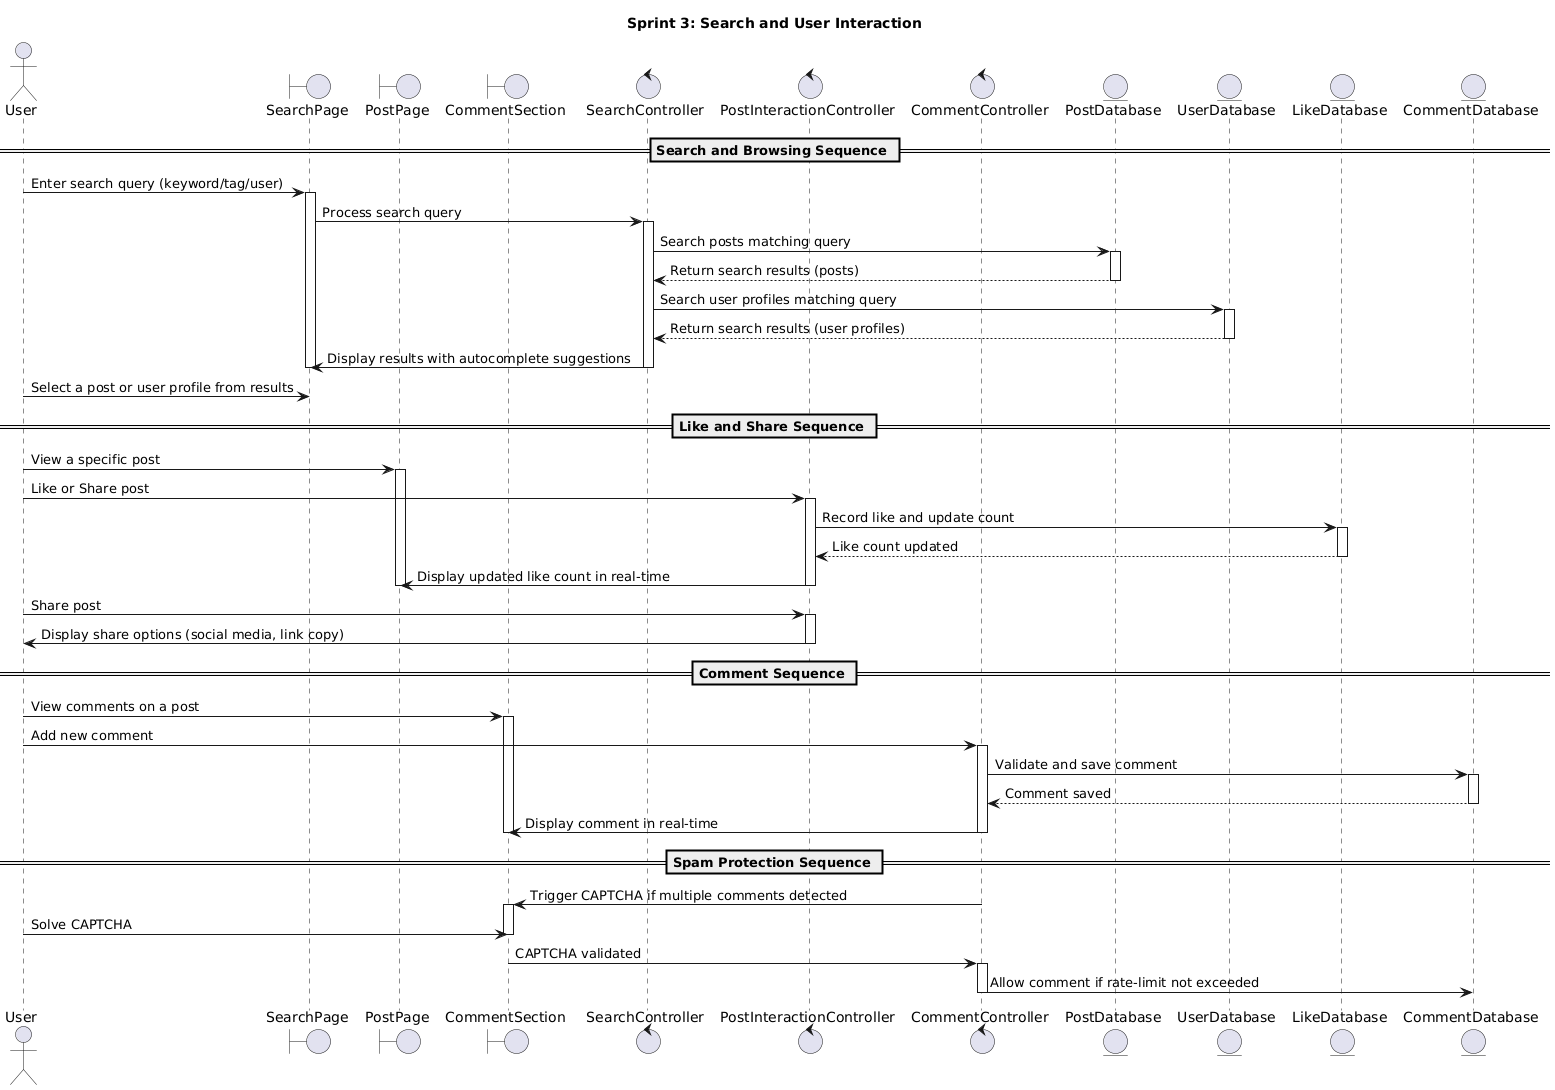 Sprint 3: Search and User Interaction
User
SearchPage
PostPage
CommentSection
SearchController
PostInteractionController
CommentController
PostDatabase
UserDatabase
LikeDatabase
CommentDatabase
Search and Browsing Sequence
Enter search query (keyword/tag/user)
Process search query
Search posts matching query
Return search results (posts)
Search user profiles matching query
Return search results (user profiles)
Display results with autocomplete suggestions
Select a post or user profile from results
Like and Share Sequence
View a specific post
Like or Share post
Record like and update count
Like count updated
Display updated like count in real-time
Share post
Display share options (social media, link copy)
Comment Sequence
View comments on a post
Add new comment
Validate and save comment
Comment saved
Display comment in real-time
Spam Protection Sequence
Trigger CAPTCHA if multiple comments detected
Solve CAPTCHA
CAPTCHA validated
Allow comment if rate-limit not exceeded
User
SearchPage
PostPage
CommentSection
SearchController
PostInteractionController
CommentController
PostDatabase
UserDatabase
LikeDatabase
CommentDatabase